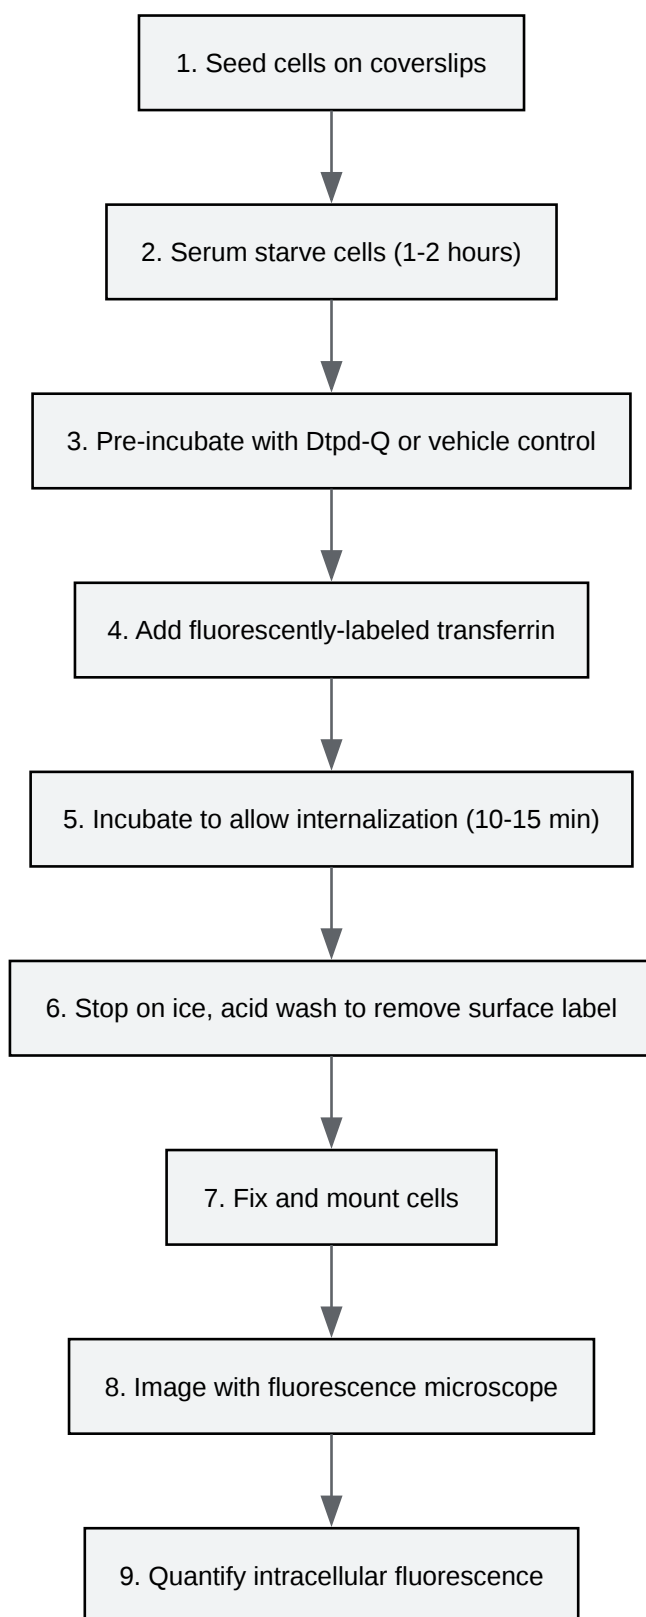 1. Seed cells on coverslips
2. Serum starve cells (1-2 hours)
3. Pre-incubate with Dtpd-Q or vehicle control
4. Add fluorescently-labeled transferrin
5. Incubate to allow internalization (10-15 min)
6. Stop on ice, acid wash to remove surface label
7. Fix and mount cells
8. Image with fluorescence microscope
9. Quantify intracellular fluorescence